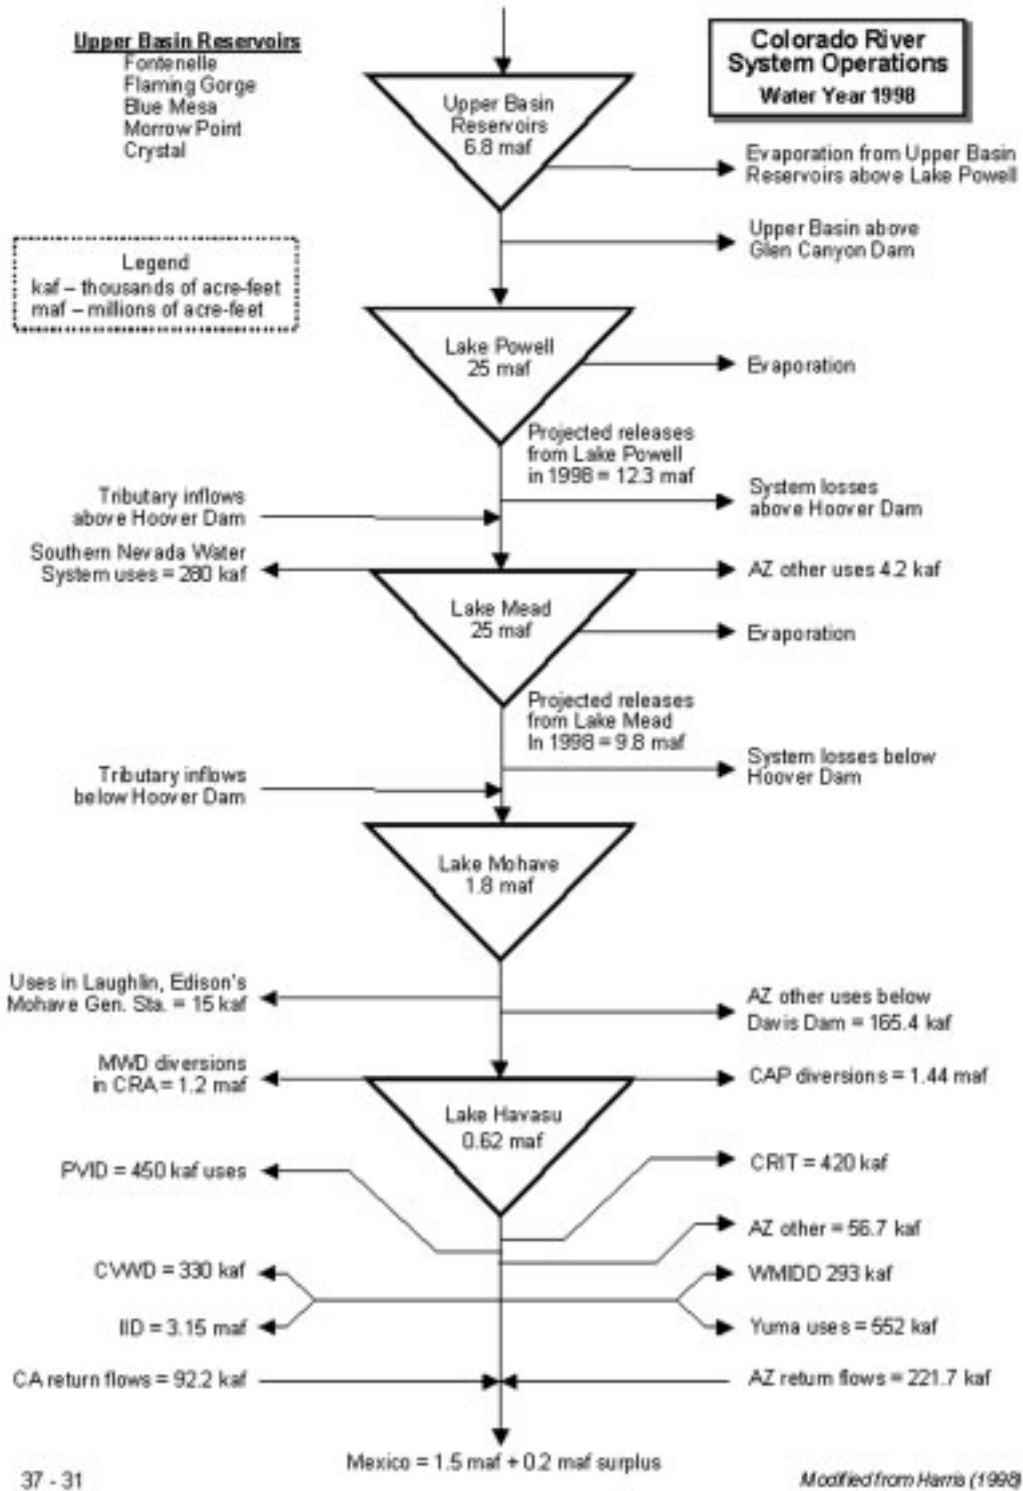 Upper Basin Reservoirs
Fontenelle
Flaming Gorge
Blue Mesa
Morrow Point
Crystal
Colorado River
System Operations
Water Year 1998
Upper Basin
Reservoirs
6.8 maf
Evaporation from Upper Basin
Reservoirs above Lake Powell
Upper Basin above
Glen Canyon Dam
Legend
kaf – thousands of acre-feet
maf – millions of acre-feet
Lake Powell
25 maf
Evaporation
Projected releases
from Lake Powell
in 1998 = 12.3 maf
Tributary inflows
above Hoover Dam
System losses
above Hoover Dam
Southern Nevada Water
System uses = 280 kaf
AZ other uses 4.2 kaf
Lake Mead
25 maf
Evaporation
Projected releases
from Lake Mead
In 1998 = 9.8 maf
Tributary inflows
below Hoover Dam
System losses below
Hoover Dam
Lake Mohave
1.8 maf
Uses in Laughlin, Edison's
Mohave Gen. Sta. = 15 kaf
AZ other uses below
Davis Dam = 165.4 kaf
MWD diversions
in CRA = 1.2 maf
CAP diversions = 1.44 maf
Lake Havasu
0.62 maf
PVID = 450 kaf uses
CRIT = 420 kaf
AZ other = 56.7 kaf
CVWD = 330 kaf
WMIDD 293 kaf
IID = 3.15 maf
Yuma uses = 552 kaf
CA return flows = 92.2 kaf
AZ return flows = 221.7 kaf
Mexico = 1.5 maf + 0.2 maf surplus
37 - 31
Modified from Harris (1998)